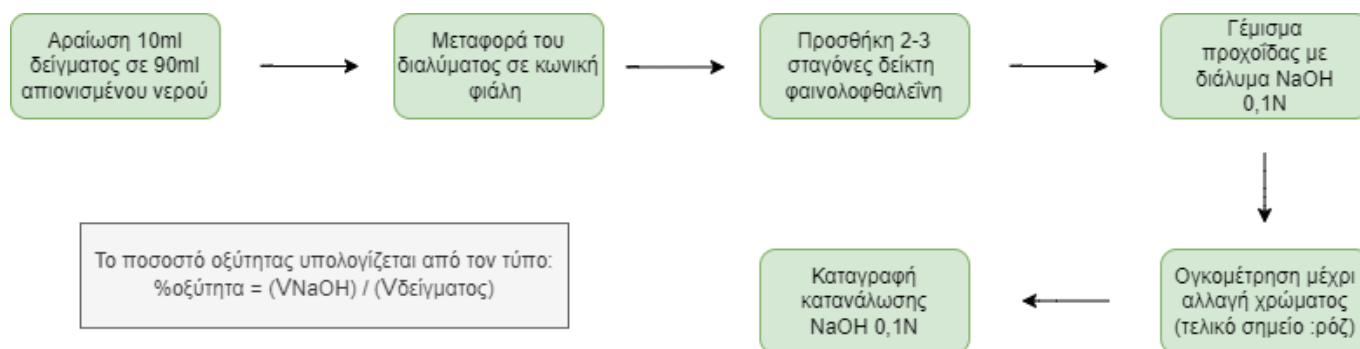 Αραίωση 10ml
δείγματος σε 90ml
απιονισμένου νερού
Μεταφορά του
διαλύματος σε κωνική
φιάλη
Προσθήκη 2-3
σταγόνες δείκτη
φαινολοφθαλεΐνη
Γέμισμα
προχοΐδας με
διάλυμα NaOH
0,1N
Ογκομέτρηση μέχρι
αλλαγή χρώματος
(τελικό σημείο :ρόζ)
Καταγραφή
κατανάλωσης
NaOH 0,1N
Το ποσοστό οξύτητας υπολογίζεται από τον τύπο:
%οξύτητα = (VNaOH) / (Vδείγματος)